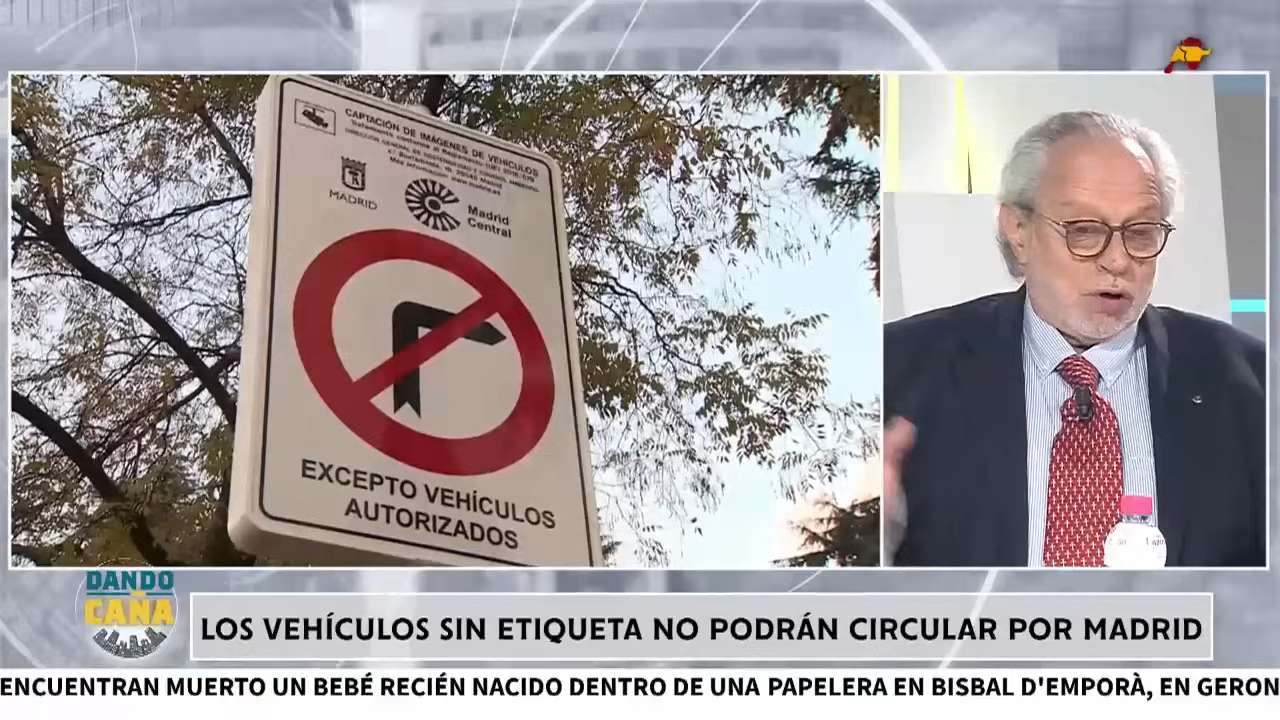 CAPTACIÓN DE IMÁGENES DE VEHÍCULOS
MADRID
Madrid
Central
EXCEPTO VEHÍCULOS
AUTORIZADOS
DANDO
CAÑA
LOS VEHÍCULOS SIN ETIQUETA NO PODRÁN CIRCULAR POR MADRID
ENCUENTRAN MUERTO UN BEBÉ RECIÉN NACIDO DENTRO DE UNA PAPELERA EN BISBAL D'EMPORÀ, EN GERON